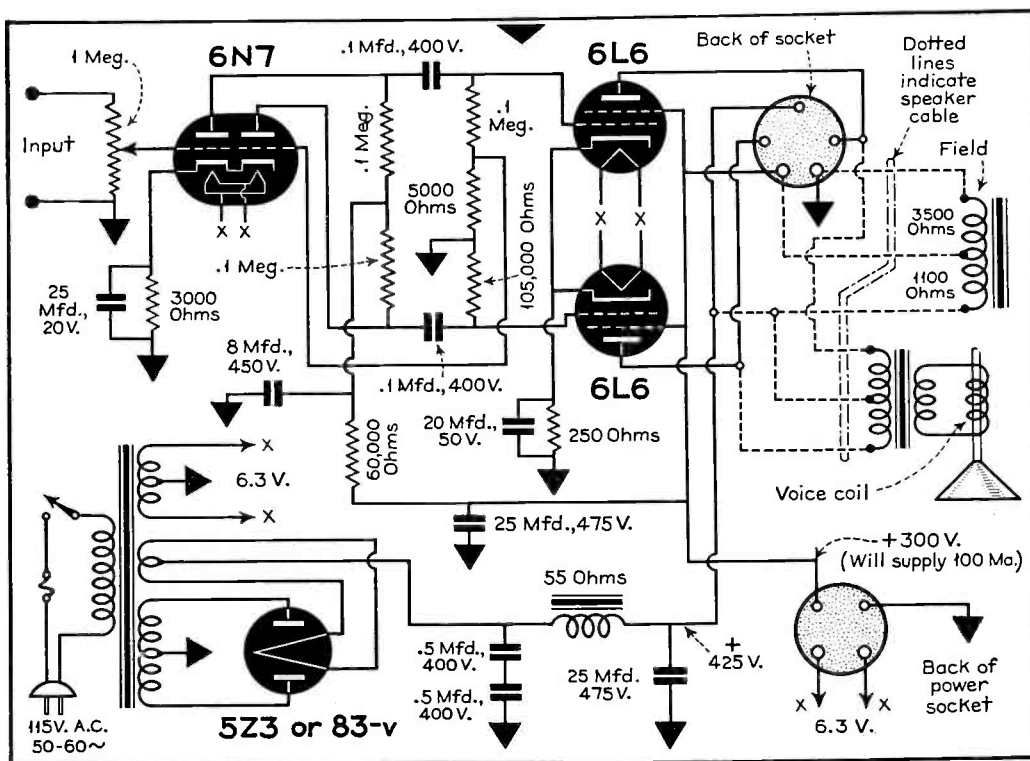 .1 Meg.
6N7
.1 Mfd., 400 V.
6L6
Back of socket
Dotted
lines
indicate
speaker
cable
Input
.1 Meg.
.1
Meg.
Field
X X
5000
Ohms
X X
3500
Ohms
.1 Meg.
105,000 Ohms
1100
Ohms
25
Mfd.,
20 V.
3000
Ohms
8 Mfd.,
450V.
.1 Mfd., 400V.
6L6
20 Mfd.,
50 V.
250 Ohms
60,000
Ohms
X
6.3 V.
X
Voice coil
25 Mfd., 475 V.
+300 V.
(Will supply 100 Ma.)
55 Ohms
+
425 V.
.5 Mfd.,
400V.
.5 Mfd.,
400 V.
25 Mfd.
475 V.
Back of
power
socket
X X
6.3 V.
115V. A.C.
50-60~
5Z3 or 83-v